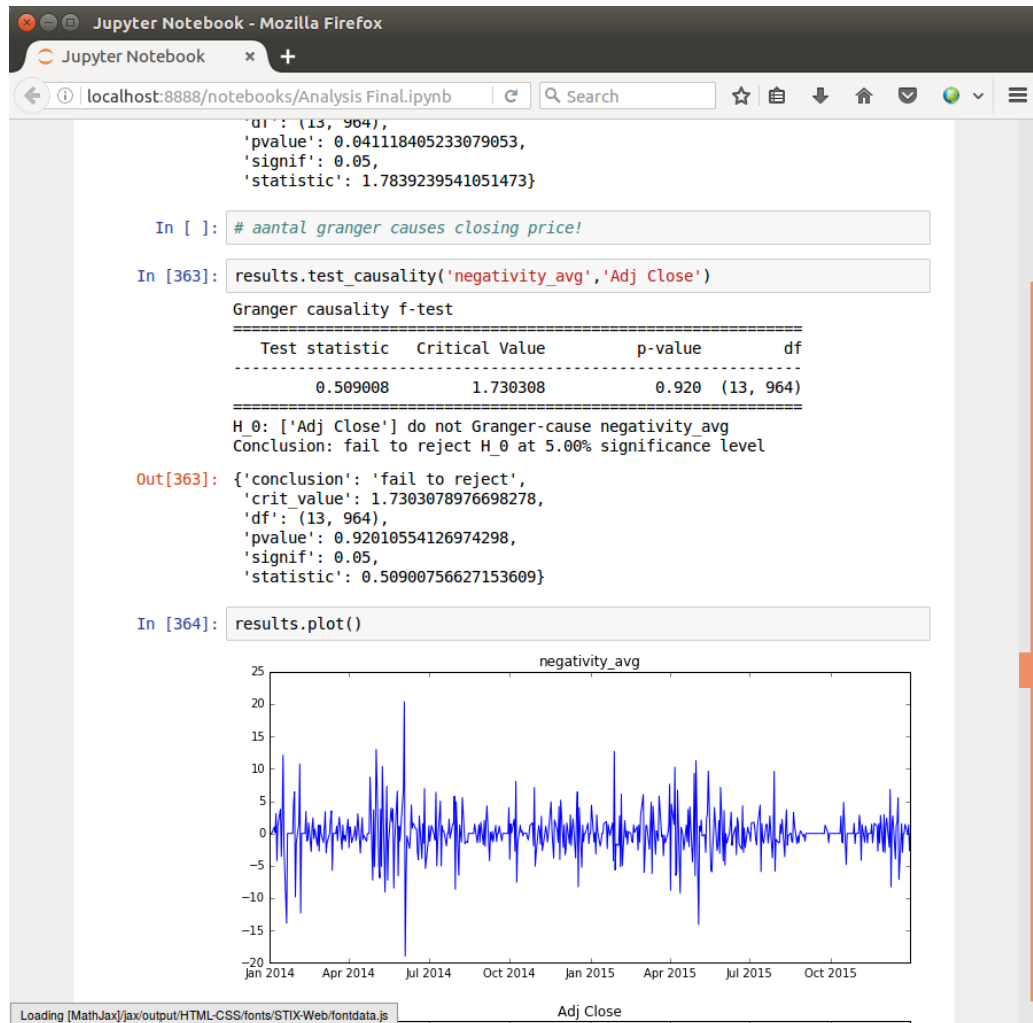 Jupyter Notebook - Mozilla Firefox
Jupyter Notebook × +
localhost:8888/notebooks/Analysis Final.ipynb Search
'df': (13, 964),
'pvalue': 0.041118405233079053,
'signif': 0.05,
'statistic': 1.7839239541051473}
In [ ]: # aantal granger causes closing price!
In [363]: results.test_causality('negativity_avg','Adj Close')
Granger causality f-test
==============================================================
Test statistic Critical Value p-value df
--------------------------------------------------------------
0.509008 1.730308 0.920 (13, 964)
==============================================================
H_0: ['Adj Close'] do not Granger-cause negativity_avg
Conclusion: fail to reject H_0 at 5.00% significance level
Out[363]: {'conclusion': 'fail to reject',
'crit_value': 1.7303078976698278,
'df': (13, 964),
'pvalue': 0.92010554126974298,
'signif': 0.05,
'statistic': 0.50900756627153609}
In [364]: results.plot()
negativity_avg
25
20
15
10
5
0
−5
−10
−15
−20
Jan 2014 Apr 2014 Jul 2014 Oct 2014 Jan 2015 Apr 2015 Jul 2015 Oct 2015
Adj Close
Loading [MathJax]/jax/output/HTML-CSS/fonts/STIX-Web/fontdata.js